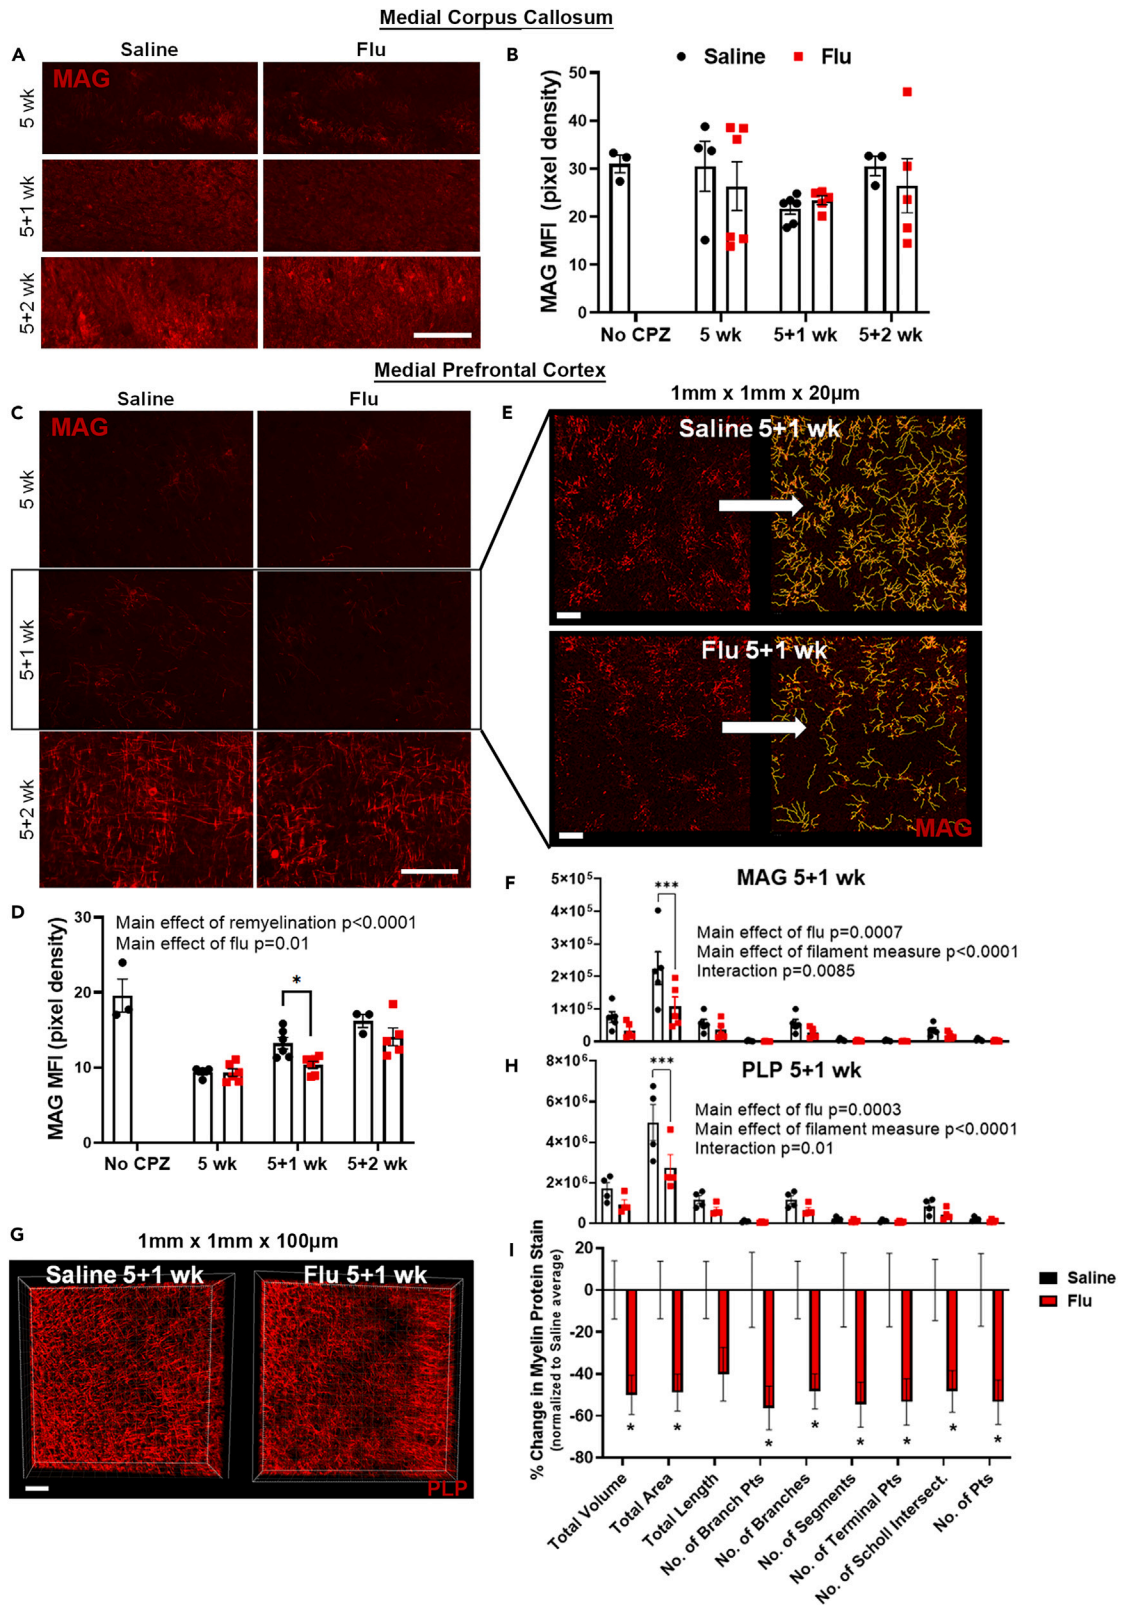 Medial Corpus Callosum
A
Saline
Flu
MAG
5 wk
5+1 wk
5+2 wk
B
Saline
Flu
MAG MFI (pixel density)
50
40
30
20
10
0
No CPZ
5 wk
5+1 wk
5+2 wk
Medial Prefrontal Cortex
C
Saline
Flu
MAG
5 wk
5+1 wk
5+2 wk
E
1mm x 1mm x 20µm
Saline 5+1 wk
Flu 5+1 wk
MAG
D
MAG MFI (pixel density)
30
20
10
0
Main effect of remyelination p<0.0001
Main effect of flu p=0.01
*
No CPZ
5 wk
5+1 wk
5+2 wk
F
MAG 5+1 wk
5×10⁵
4×10⁵
3×10⁵
2×10⁵
1×10⁵
0
***
Main effect of flu p=0.0007
Main effect of filament measure p<0.0001
Interaction p=0.0085
H
PLP 5+1 wk
8×10⁶
6×10⁶
4×10⁶
2×10⁶
0
***
Main effect of flu p=0.0003
Main effect of filament measure p<0.0001
Interaction p=0.01
G
1mm x 1mm x 100µm
Saline 5+1 wk
Flu 5+1 wk
PLP
I
% Change in Myelin Protein Stain
(normalized to Saline average)
20
0
-20
-40
-60
-80
* * * * * * * *
Saline
Flu
Total Volume
Total Area
Total Length
No. of Branch Pts
No. of Branches
No. of Segments
No. of Terminal Pts
No. of Scholl Intersect.
No. of Pts